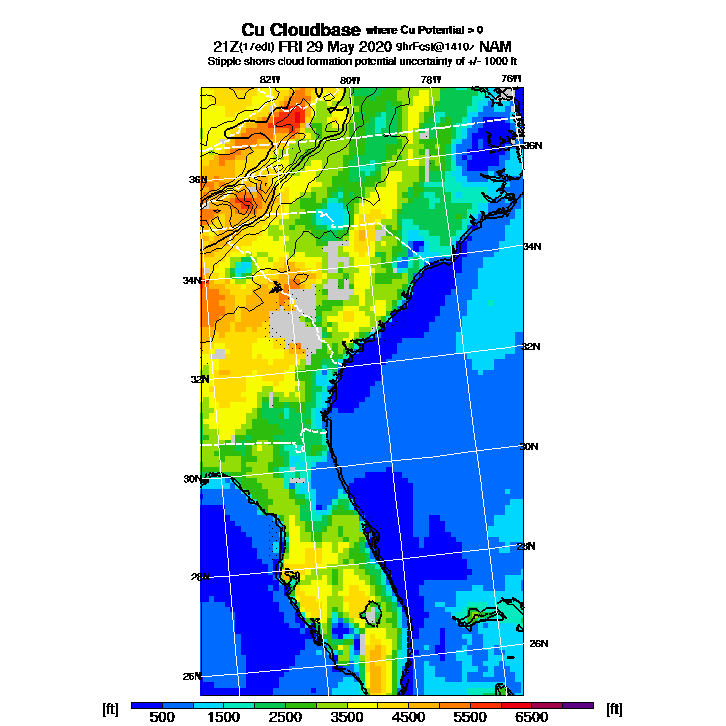 Cu Cloudbase where Cu Potential > 0
21Z(17edt) FRI 29 May 2020 9hrFcst@1410z NAM
Stipple shows cloud formation potential uncertainty of +/- 1000 ft
82W 80W 78W 76W
36N
36N
34N
34N
32N
32N
30N
30N
28N
28N
26N
26N
[ft] 500 1500 2500 3500 4500 5500 6500 [ft]